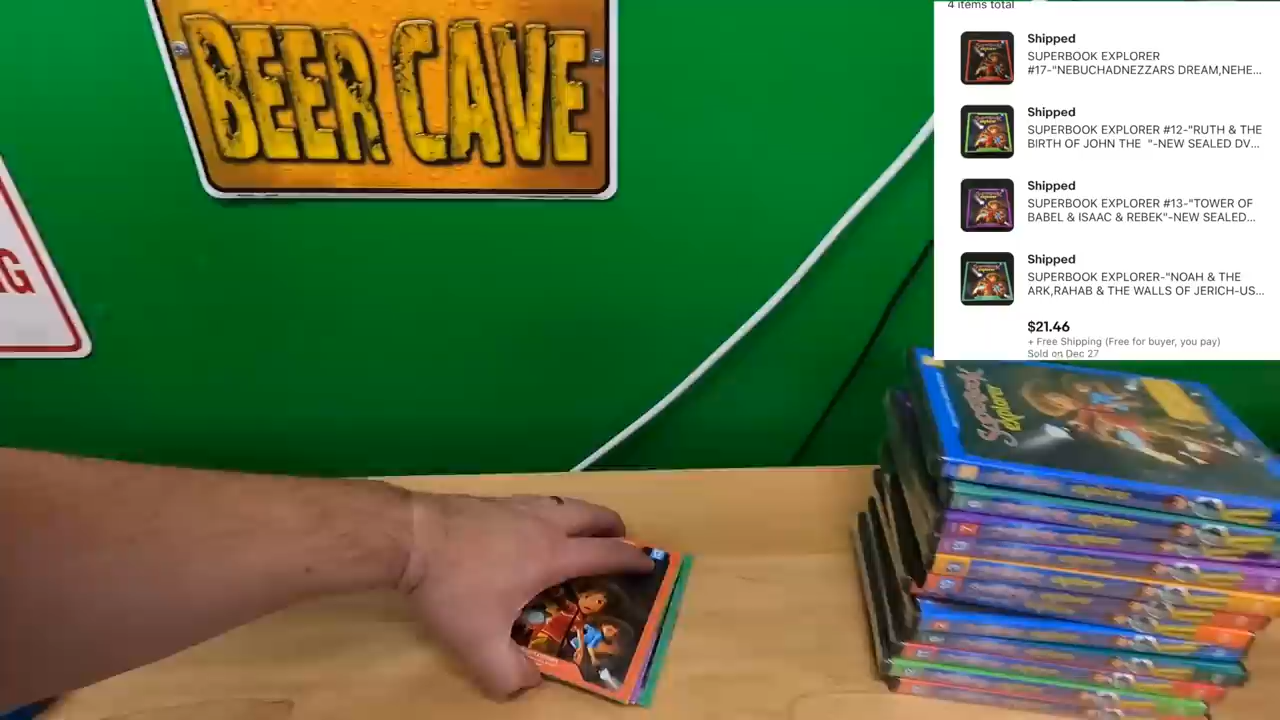 BEER CAVE
4 items total
Shipped
SUPERBOOK EXPLORER
#17-"NEBUCHADNEZZARS DREAM,NEHE...
Shipped
SUPERBOOK EXPLORER #12-"RUTH & THE
BIRTH OF JOHN THE "-NEW SEALED DV...
Shipped
SUPERBOOK EXPLORER #13-"TOWER OF
BABEL & ISAAC & REBEK"-NEW SEALED...
Shipped
SUPERBOOK EXPLORER-"NOAH & THE
ARK,RAHAB & THE WALLS OF JERICH-US...
$21.46
+ Free Shipping (Free for buyer, you pay)
Sold on Dec 27
Superbook
explorer